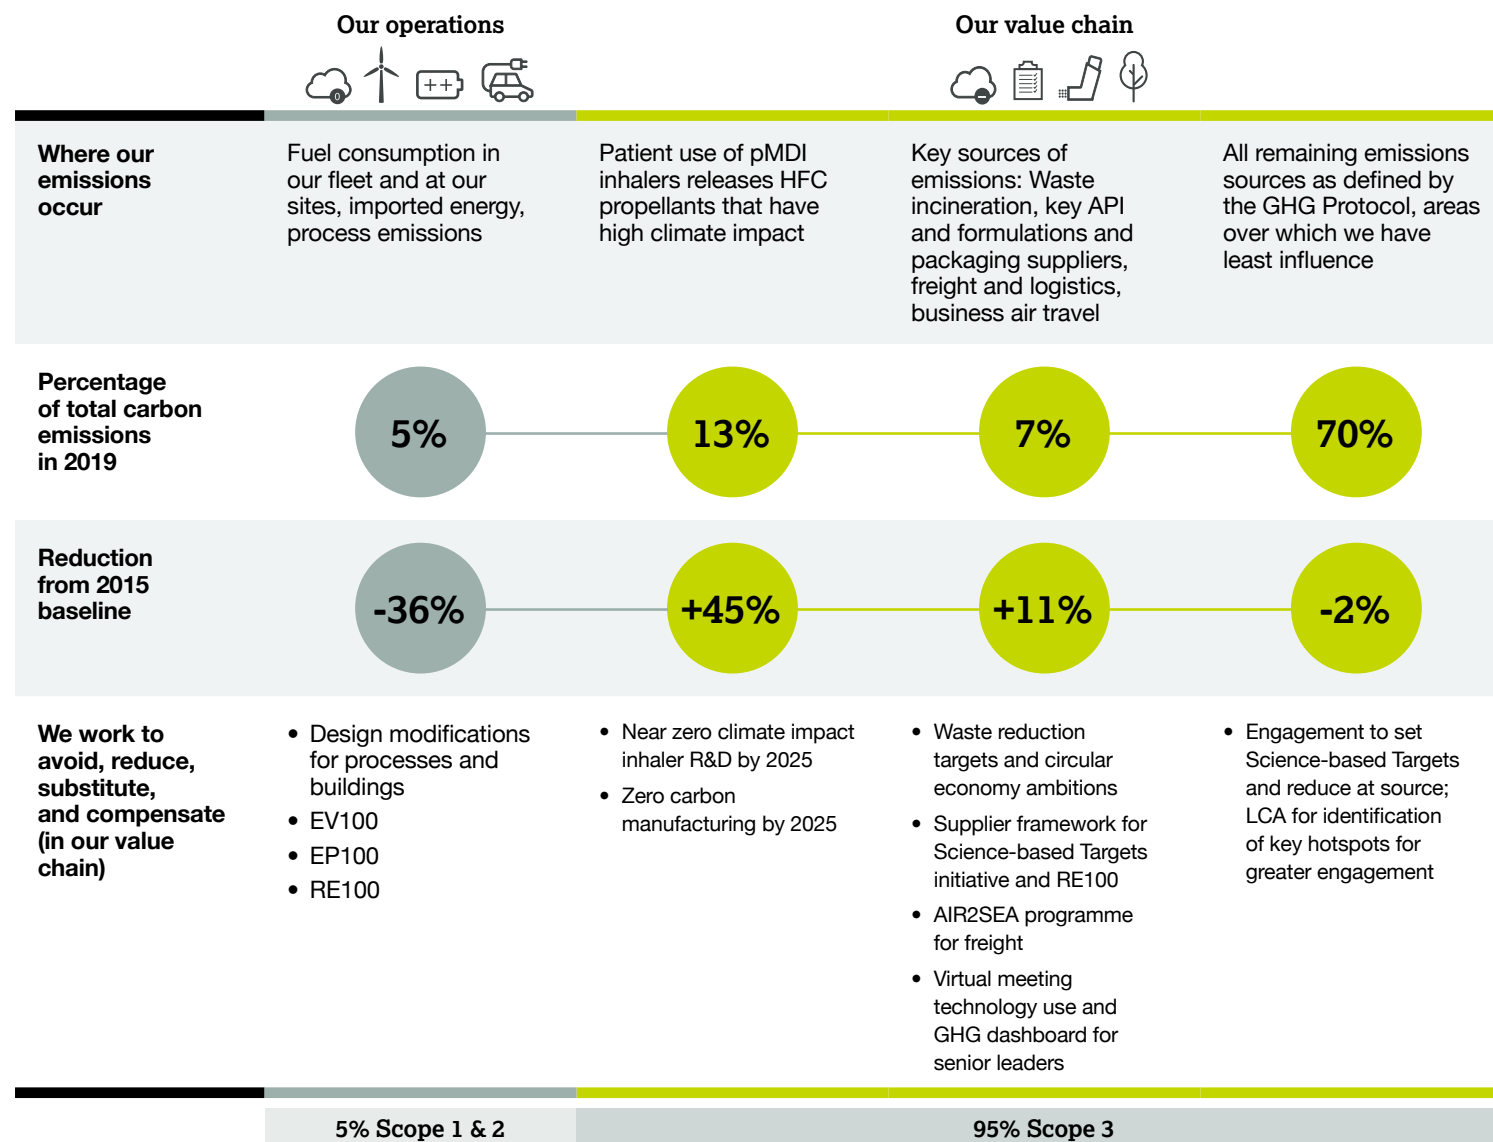 Our operations
Our value chain
Where our
emissions
occur
Fuel consumption in
our fleet and at our
sites, imported energy,
process emissions
Patient use of pMDI
inhalers releases HFC
propellants that have
high climate impact
Key sources of
emissions: Waste
incineration, key API
and formulations and
packaging suppliers,
freight and logistics,
business air travel
All remaining emissions
sources as defined by
the GHG Protocol, areas
over which we have
least influence
Percentage
of total carbon
emissions
in 2019
5%
13%
7%
70%
Reduction
from 2015
baseline
-36%
+45%
+11%
-2%
We work to
avoid, reduce,
substitute,
and compensate
(in our value
chain)
• Design modifications
for processes and
buildings
• EV100
• EP100
• RE100
• Near zero climate impact
inhaler R&D by 2025
• Zero carbon
manufacturing by 2025
• Waste reduction
targets and circular
economy ambitions
• Supplier framework for
Science-based Targets
initiative and RE100
• AIR2SEA programme
for freight
• Virtual meeting
technology use and
GHG dashboard for
senior leaders
• Engagement to set
Science-based Targets
and reduce at source;
LCA for identification
of key hotspots for
greater engagement
5% Scope 1 & 2
95% Scope 3